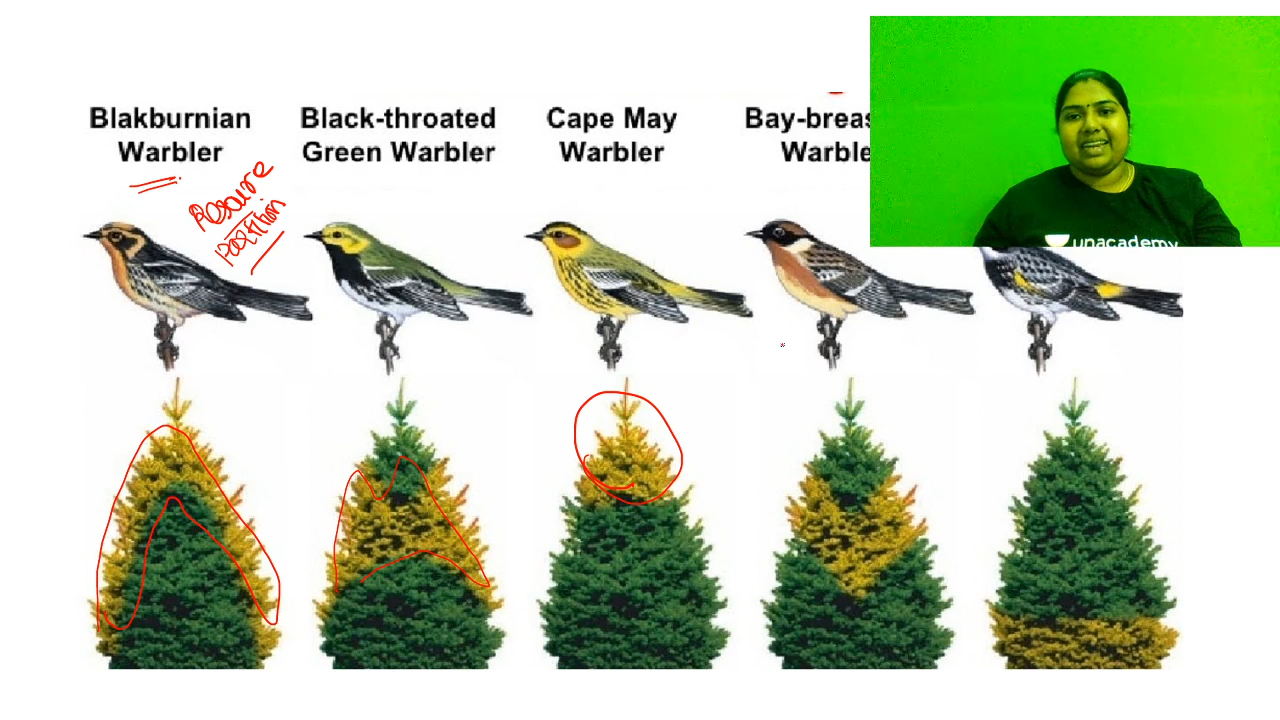 Blakburnian
Warbler
Black-throated
Green Warbler
Cape May
Warbler
Bay-breas
Warble
Resource
partition
unacademy